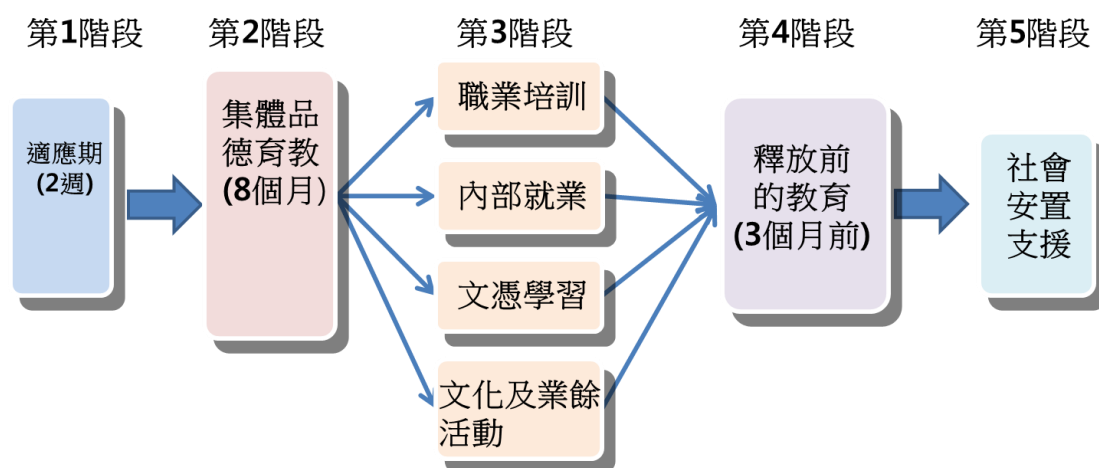 第1階段
第2階段
第3階段
第4階段
第5階段
適應期
(2週)
集體品
德育教
(8個月)
職業培訓
內部就業
文憑學習
文化及業餘
活動
釋放前
的教育
(3個月前)
社會
安置
支援